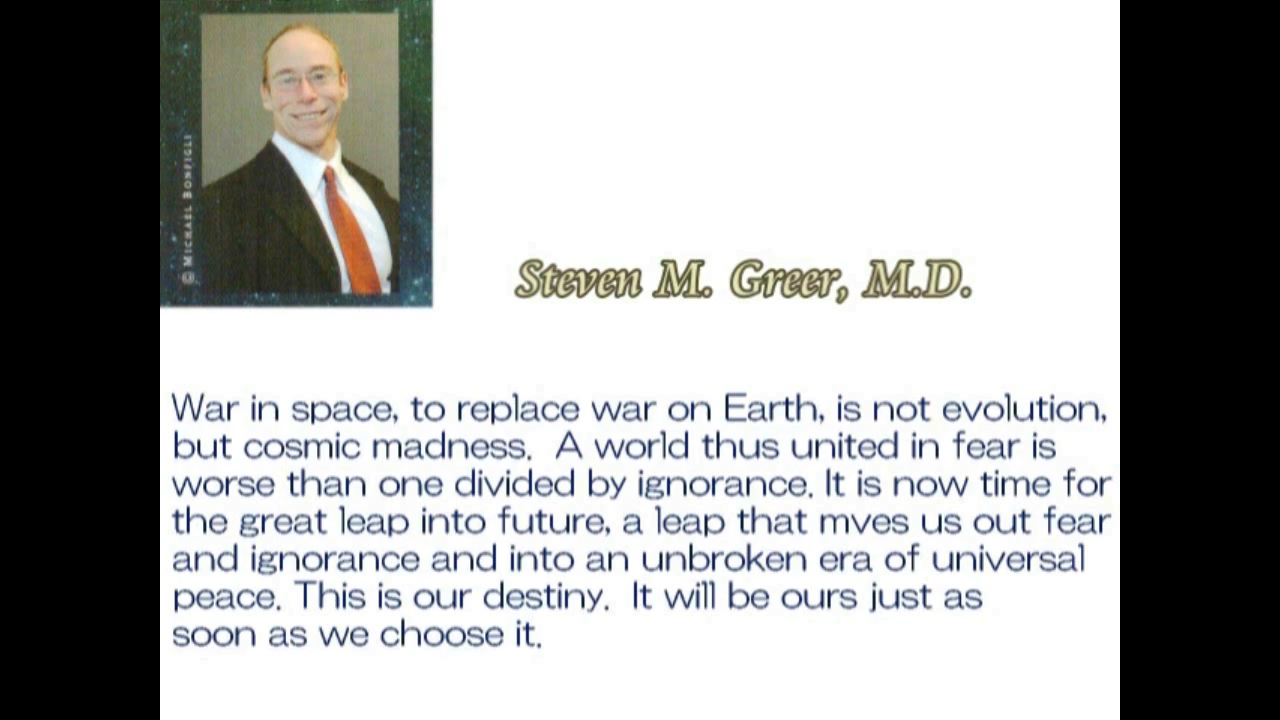 © MICHAEL BONFIGLI
Steven M. Greer, M.D.
War in space, to replace war on Earth, is not evolution,
but cosmic madness.  A world thus united in fear is
worse than one divided by ignorance. It is now time for
the great leap into future, a leap that mves us out fear
and ignorance and into an unbroken era of universal
peace. This is our destiny.  It will be ours just as
soon as we choose it.